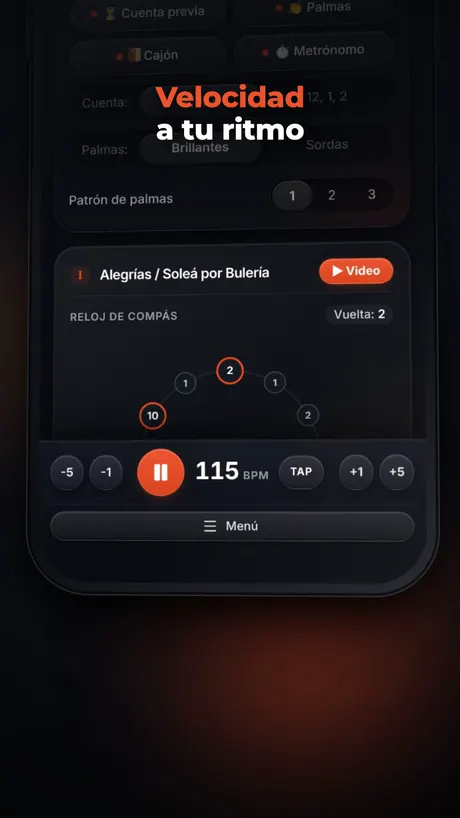 Cuenta previa
Palmas
Cajón
Metrónomo
Velocidad
a tu ritmo
Cuenta: 12, 1, 2
Palmas: Brillantes Sordas
Patrón de palmas 1 2 3
I Alegrías / Soleá por Bulería Video
RELOJ DE COMPÁS Vuelta: 2
2
1 1
10 2
-5 -1 115 BPM TAP +1 +5
Menú